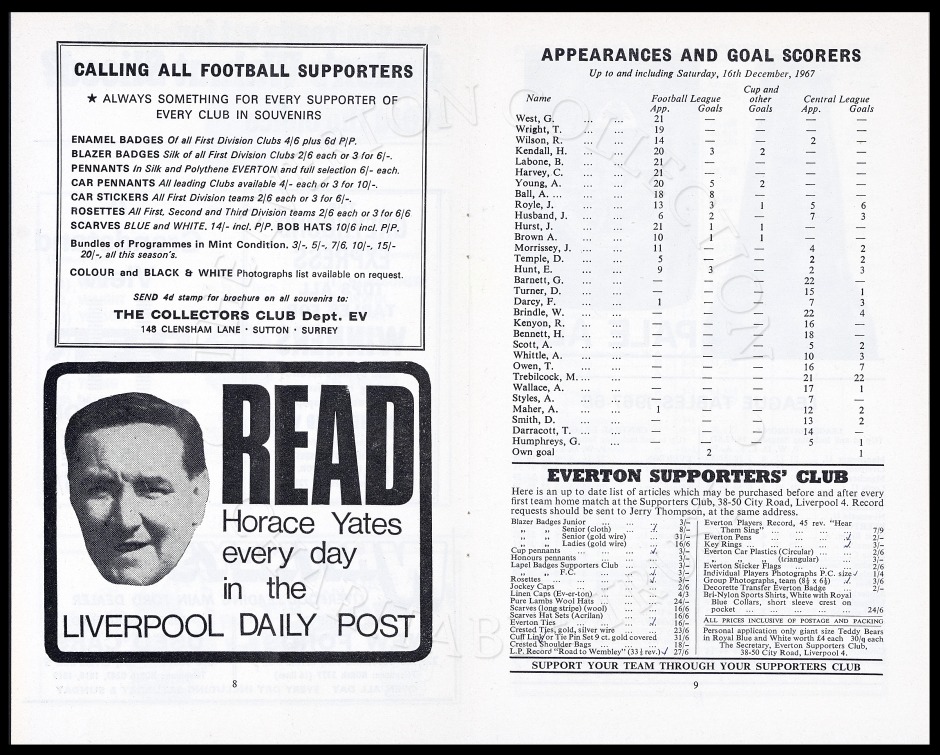 CALLING ALL FOOTBALL SUPPORTERS
★ ALWAYS SOMETHING FOR EVERY SUPPORTER OF
EVERY CLUB IN SOUVENIRS
ENAMEL BADGES Of all First Division Clubs 4/6 plus 6d P/P.
BLAZER BADGES Silk of all First Division Clubs 2/6 each or 3 for 6/-.
PENNANTS In Silk and Polythene EVERTON and full selection 6/- each.
CAR PENNANTS All leading Clubs available 4/- each or 3 for 10/-.
CAR STICKERS All First Division teams 2/6 each or 3 for 6/-.
ROSETTES All First, Second and Third Division teams 2/6 each or 3 for 6/6
SCARVES BLUE and WHITE. 14/- incl. P/P. BOB HATS 10/6 incl. P/P.
Bundles of Programmes in Mint Condition. 3/-, 5/-, 7/6, 10/-, 15/-
20/-, all this season's.
COLOUR and BLACK & WHITE Photographs list available on request.
SEND 4d stamp for brochure on all souvenirs to:
THE COLLECTORS CLUB Dept. EV
148 CLENSHAM LANE · SUTTON · SURREY
READ
Horace Yates
every day
in the
LIVERPOOL DAILY POST
8
APPEARANCES AND GOAL SCORERS
Up to and including Saturday, 16th December, 1967
Name Football League Cup and other Central League
App. Goals Goals App. Goals
West, G. ... ... 21 — — — —
Wright, T. ... ... 19 — — — —
Wilson, R. ... ... 14 — — 2 —
Kendall, H. ... ... 20 3 2 — —
Labone, B. ... ... 21 — — — —
Harvey, C. ... ... 21 — — — —
Young, A. ... ... 20 5 2 — —
Ball, A. ... ... ... 18 8 — — —
Royle, J. ... ... 13 3 1 5 6
Husband, J. ... ... 6 2 — 7 3
Hurst, J. ... ... 21 1 1 — —
Brown A. ... ... 10 1 1 — —
Morrissey, J. ... ... 11 — — 4 2
Temple, D. ... ... 5 — — 2 2
Hunt, E. ... ... 9 3 — 2 3
Barnett, G. ... ... — — — 22 —
Turner, D. ... ... — — — 15 1
Darcy, F. ... ... 1 — — 7 3
Brindle, W. ... ... — — — 22 4
Kenyon, R. ... ... — — — 16 —
Bennett, H. ... ... — — — 18 —
Scott, A. ... ... — — — 5 2
Whittle, A. ... ... — — — 10 3
Owen, T. ... ... — — — 16 7
Trebilcock, M. ... ... — — — 21 22
Wallace, A. ... ... — — — 17 1
Styles, A. ... ... — — — —
Maher, A. ... ... 1 — — 12 2
Smith, D. ... ... — — — 13 2
Darracott, T. ... ... — — — 14 —
Humphreys, G. ... — — — 5 1
Own goal 2 1
EVERTON SUPPORTERS' CLUB
Here is an up to date list of articles which may be purchased before and after every
first team home match at the Supporters Club, 38-50 City Road, Liverpool 4. Record
requests should be sent to Jerry Thompson, at the same address.
Blazer Badges Junior ... ... ... 3/-
„ „ Senior (cloth) ... ... 8/-
„ „ Senior (gold wire) ... 31/-
„ „ Ladies (gold wire) ... 16/6
Cup pennants ... ... ... 3/-
Honours pennants ... ... ... 3/-
Lapel Badges Supporters Club ... 3/-
„ „ F.C. ... ... ... 3/-
Rosettes ... ... ... 3/-
Jockey Caps ... ... ... 2/6
Linen Caps (Ev-er-ton) ... ... 4/3
Pure Lambs Wool Hats ... ... 24/-
Scarves (long stripe) (wool) ... 16/6
Scarves Hat Sets (Acrilan) ... 16/6
Everton Ties ... ... ... 16/-
Crested Ties, gold, silver wire ... 23/6
Cuff Link or Tie Pin Set 9 ct. gold covered 31/6
Crested Shoulder Bags ... ... 18/-
L.P. Record "Road to Wembley" (33⅓ rev.) 27/6
Everton Players Record, 45 rev. "Hear
Them Sing" ... ... ... 7/9
Everton Pens ... ... ... 2/-
Key Rings ... ... ... 3/-
Everton Car Plastics (Circular) ... 2/6
„ „ „ (triangular) ... 3/-
Everton Sticker Flags ... ... 2/6
Individual Players Photographs P.C. size 1/4
Group Photographs, team (8½ x 6½) 3/6
Decorette Transfer Everton Badge ... 2/-
Bri-Nylon Sports Shirts, White with Royal
Blue Collars, short sleeve crest on
pocket ... ... ... 24/6
ALL PRICES INCLUSIVE OF POSTAGE AND PACKING
Personal application only giant size Teddy Bears
in Royal Blue and White worth £4 each 30/q each
The Secretary, Everton Supporters Club,
38-50 City Road, Liverpool 4.
SUPPORT YOUR TEAM THROUGH YOUR SUPPORTERS CLUB
9